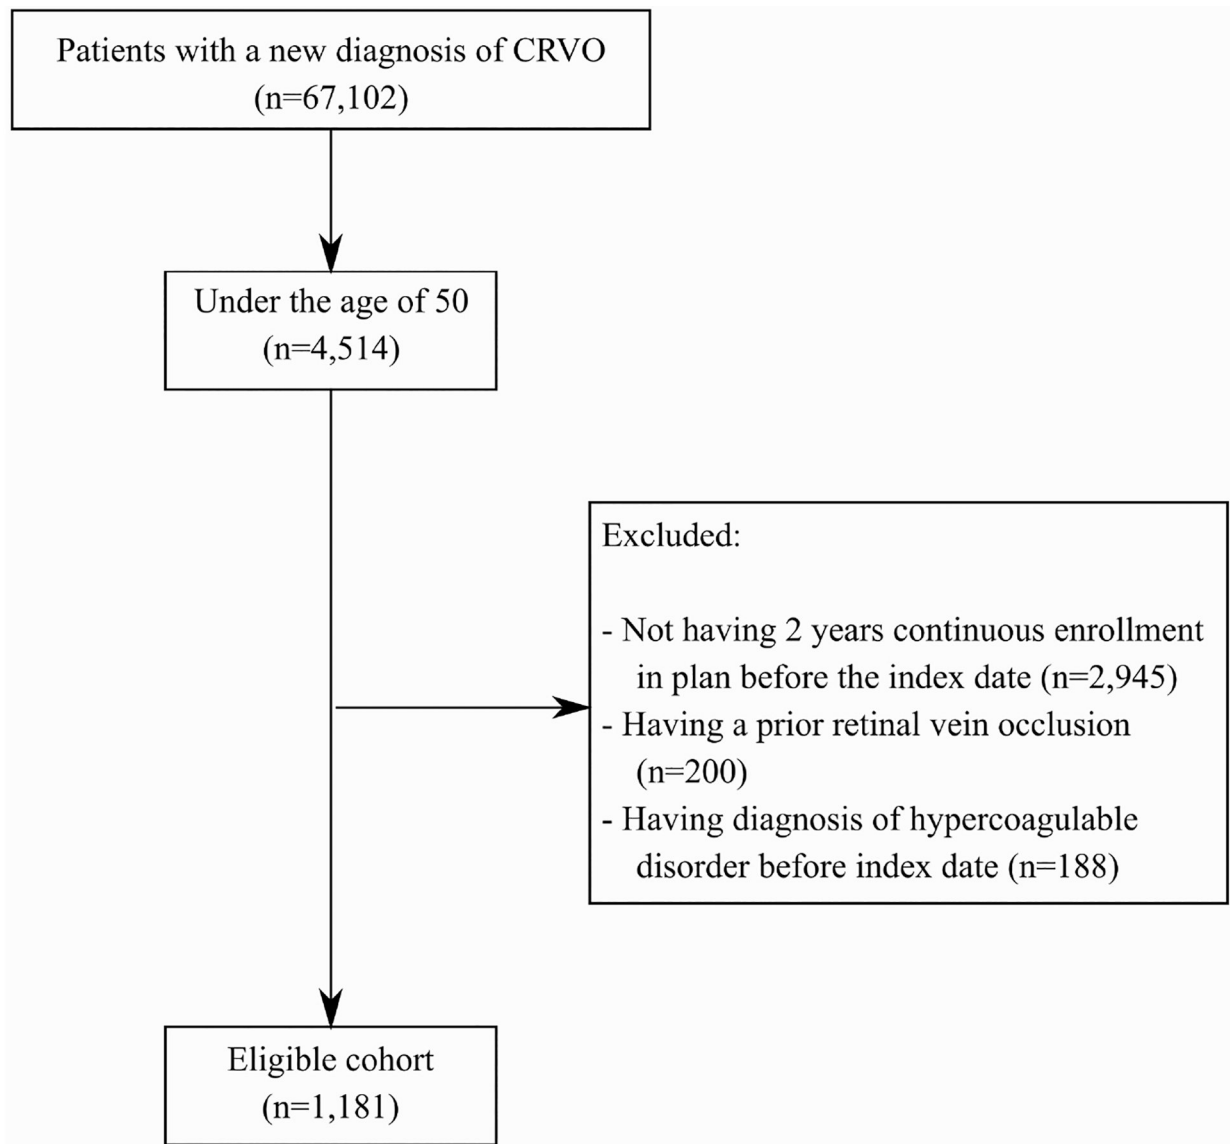 Patients with a new diagnosis of CRVO
(n=67,102)
Under the age of 50
(n=4,514)
Excluded:
- Not having 2 years continuous enrollment
in plan before the index date (n=2,945)
- Having a prior retinal vein occlusion
(n=200)
- Having diagnosis of hypercoagulable
disorder before index date (n=188)
Eligible cohort
(n=1,181)